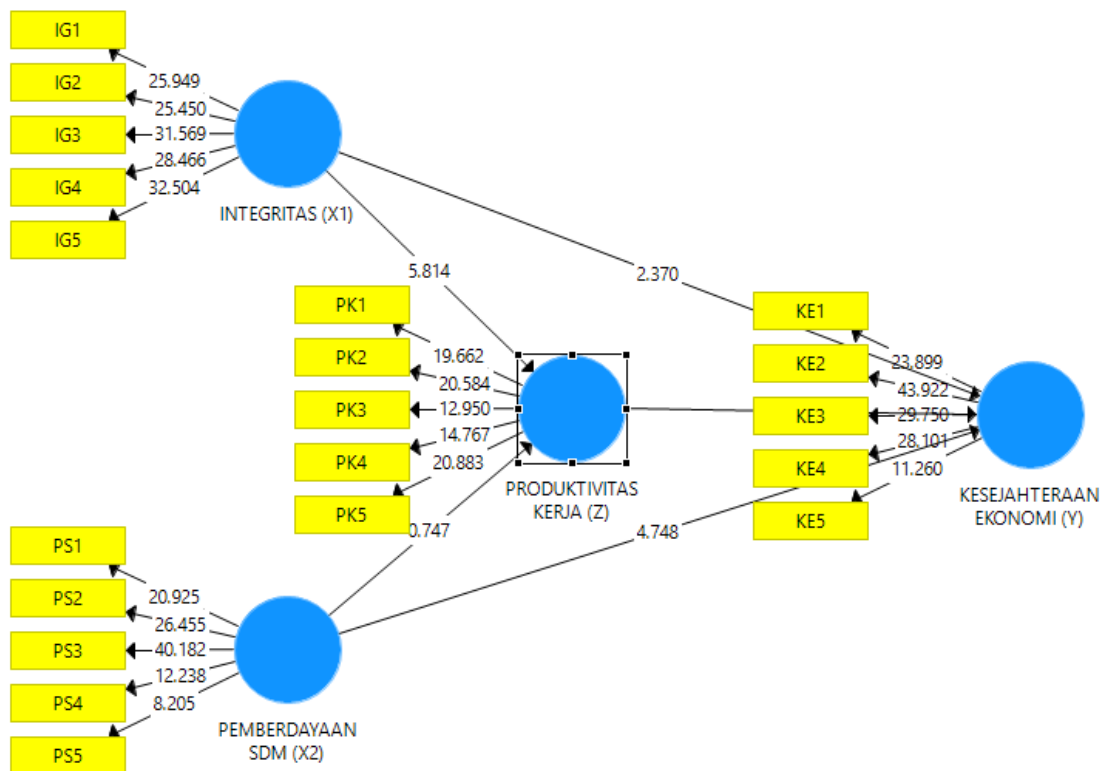 IG1
IG2
IG3
IG4
IG5
25.949
25.450
31.569
28.466
32.504
INTEGRITAS (X1)
5.814
2.370
PK1
PK2
PK3
PK4
PK5
19.662
20.584
12.950
14.767
20.883
PRODUKTIVITAS
KERJA (Z)
KE1
KE2
KE3
KE4
KE5
23.899
43.922
29.750
28.101
11.260
KESEJAHTERAAN
EKONOMI (Y)
0.747
4.748
PS1
PS2
PS3
PS4
PS5
20.925
26.455
40.182
12.238
8.205
PEMBERDAYAAN
SDM (X2)